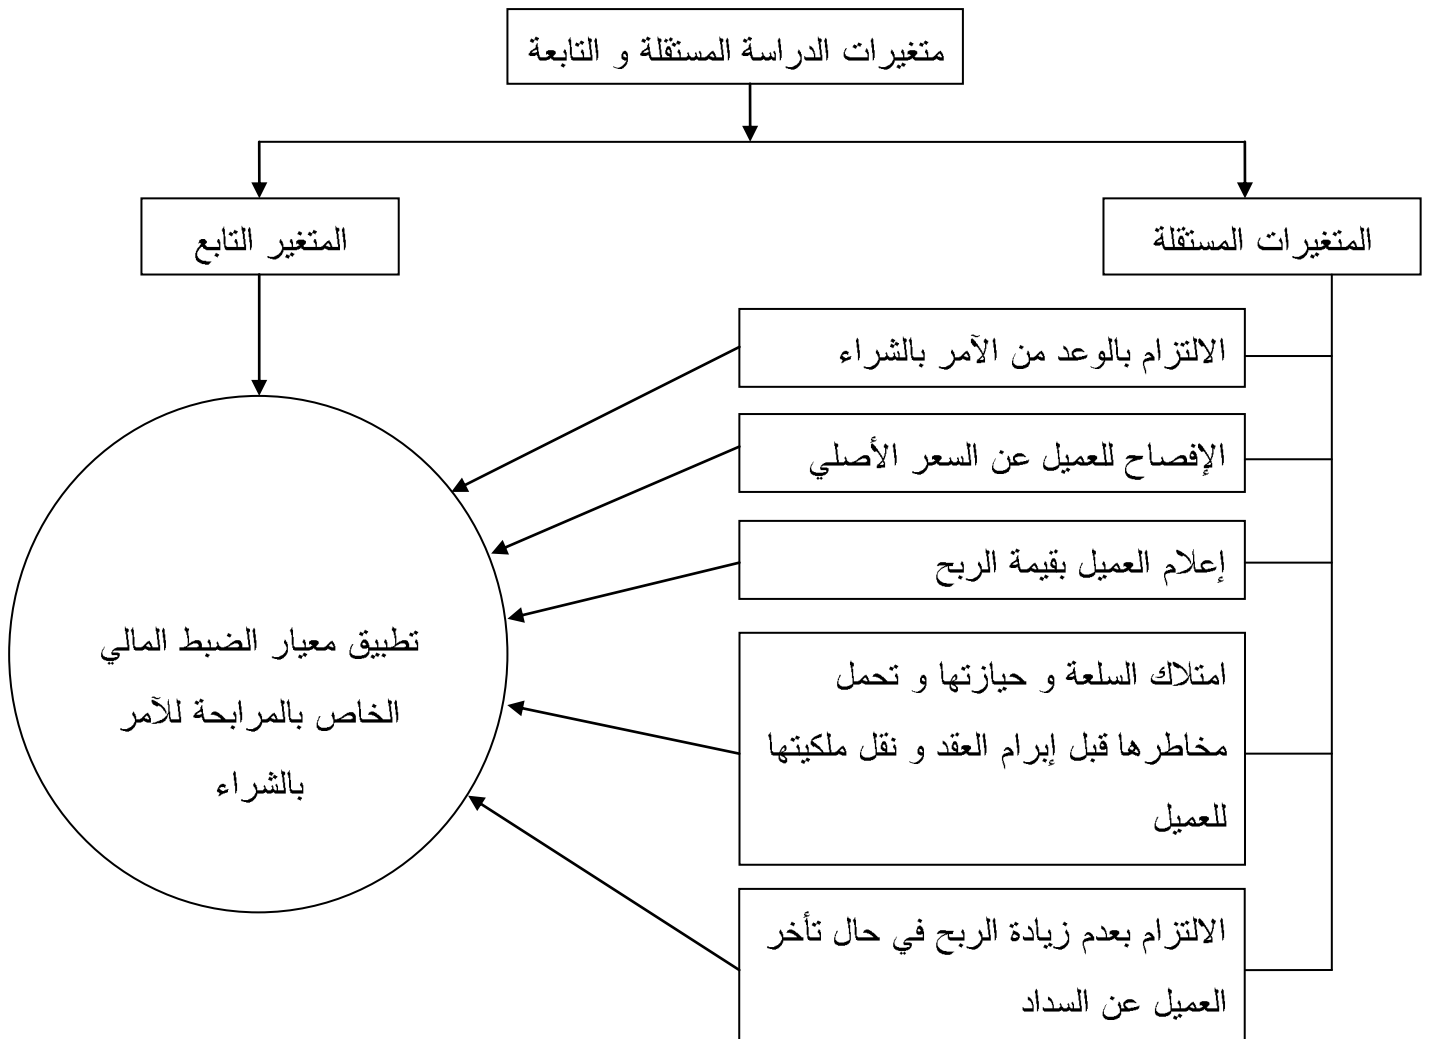 متغيرات الدراسة المستقلة و التابعة
المتغيرات المستقلة
المتغير التابع
الالتزام بالوعد من الآمر بالشراء
الإفصاح للعميل عن السعر الأصلي
إعلام العميل بقيمة الربح
امتلاك السلعة و حيازتها و تحمل
مخاطرها قبل إبرام العقد و نقل ملكيتها
للعميل
الالتزام بعدم زيادة الربح في حال تأخر
العميل عن السداد
تطبيق معيار الضبط المالي
الخاص بالمرابحة للآمر
بالشراء